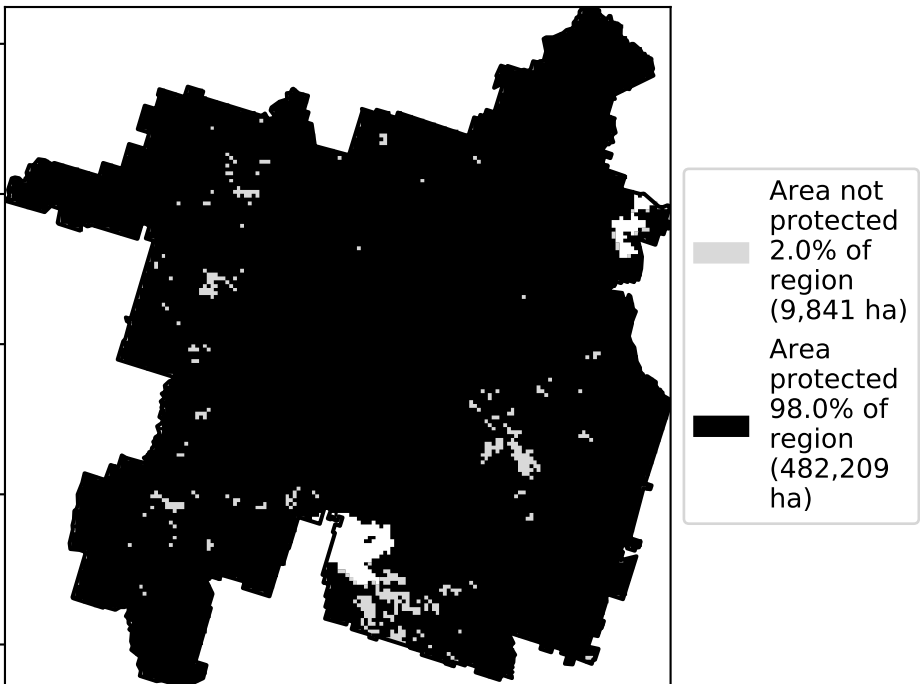 Area not
protected
2.0% of
region
(9,841 ha)
Area
protected
98.0% of
region
(482,209
ha)